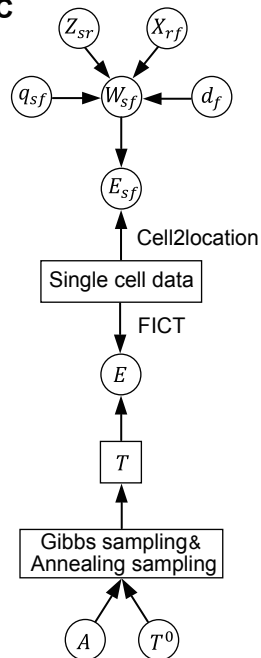 C
Z_sr X_rf
q_sf W_sf d_f
E_sf
Cell2location
Single cell data
FICT
E
T
Gibbs sampling&
Annealing sampling
A T^0